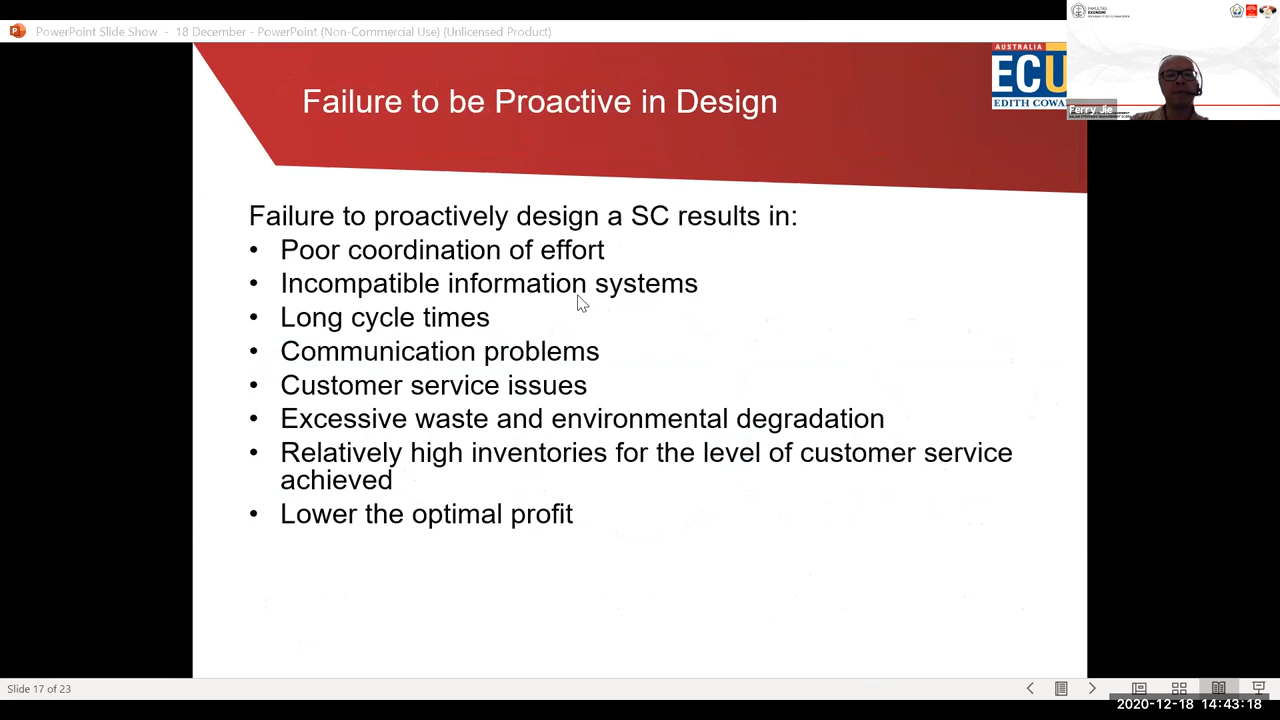 PowerPoint Slide Show - 18 December - PowerPoint (Non-Commercial Use) (Unlicensed Product)
FAKULTAS
EKONOMI
Failure to be Proactive in Design
AUSTRALIA
ECU
EDITH COWA
Ferry Jie
Failure to proactively design a SC results in:
• Poor coordination of effort
• Incompatible information systems
• Long cycle times
• Communication problems
• Customer service issues
• Excessive waste and environmental degradation
• Relatively high inventories for the level of customer service
achieved
• Lower the optimal profit
Slide 17 of 23
2020-12-18 14:43:18